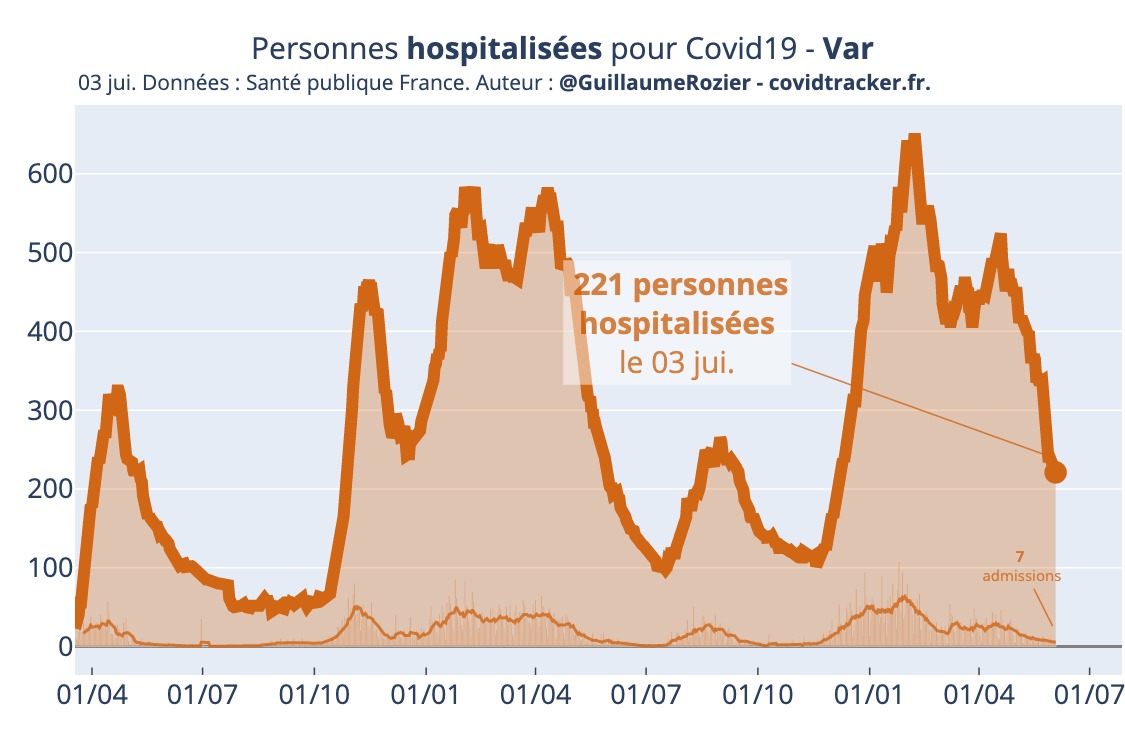 Personnes hospitalisées pour Covid19 - Var
03 jui. Données : Santé publique France. Auteur : @GuillaumeRozier - covidtracker.fr.
600
500
221 personnes
hospitalisées
400
le 03 jui.
300
200
100
7
admissions
0
01/04 01/07 01/10 01/01 01/04 01/07 01/10 01/01 01/04 01/07